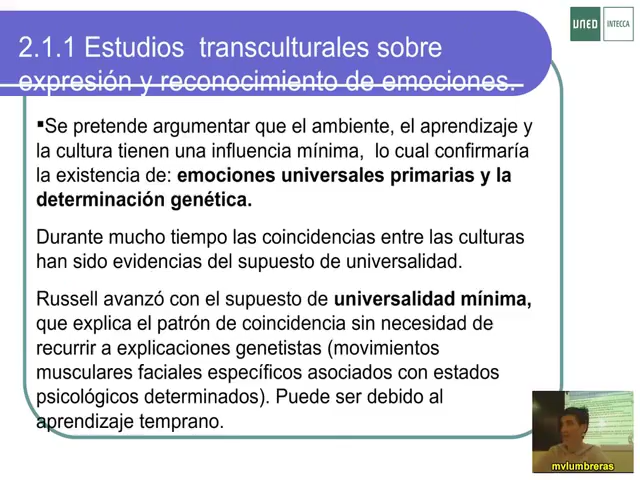 2.1.1 Estudios  transculturales sobre
expresión y reconocimiento de emociones.
UNED
INTECCA
▪Se pretende argumentar que el ambiente, el aprendizaje y
la cultura tienen una influencia mínima,  lo cual confirmaría
la existencia de: emociones universales primarias y la
determinación genética.
Durante mucho tiempo las coincidencias entre las culturas
han sido evidencias del supuesto de universalidad.
Russell avanzó con el supuesto de universalidad mínima,
que explica el patrón de coincidencia sin necesidad de
recurrir a explicaciones genetistas (movimientos
musculares faciales específicos asociados con estados
psicológicos determinados). Puede ser debido al
aprendizaje temprano.
mvlumbreras